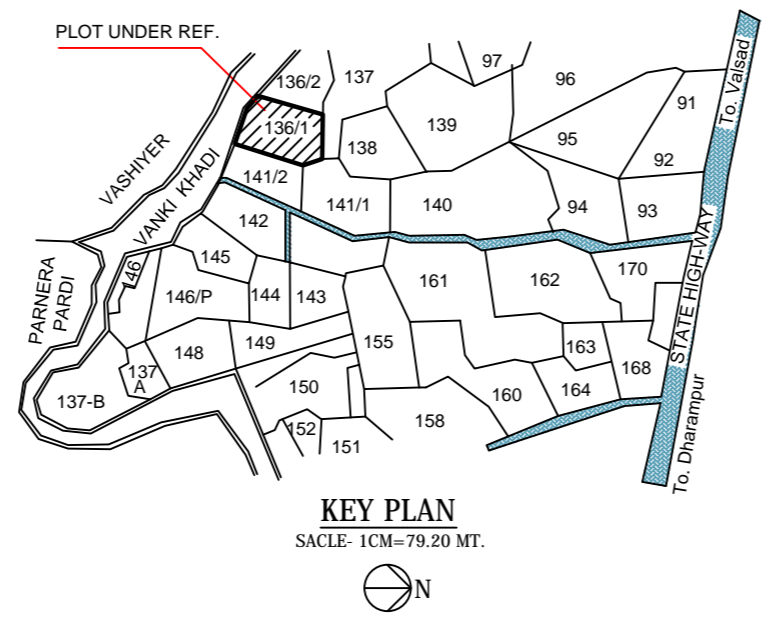 PLOT UNDER REF.
136/2
137
97
96
91
To. Valsad
136/1
138
139
95
92
VASHIYER
VANKI KHADI
141/2
141/1
140
94
93
142
PARNERA
PARDI
146
145
146/P
144
143
161
162
170
STATE HIGH-WAY
137
A
148
149
155
163
168
137-B
150
160
164
152
151
158
To. Dharampur
KEY PLAN
SACLE- 1CM=79.20 MT.
N